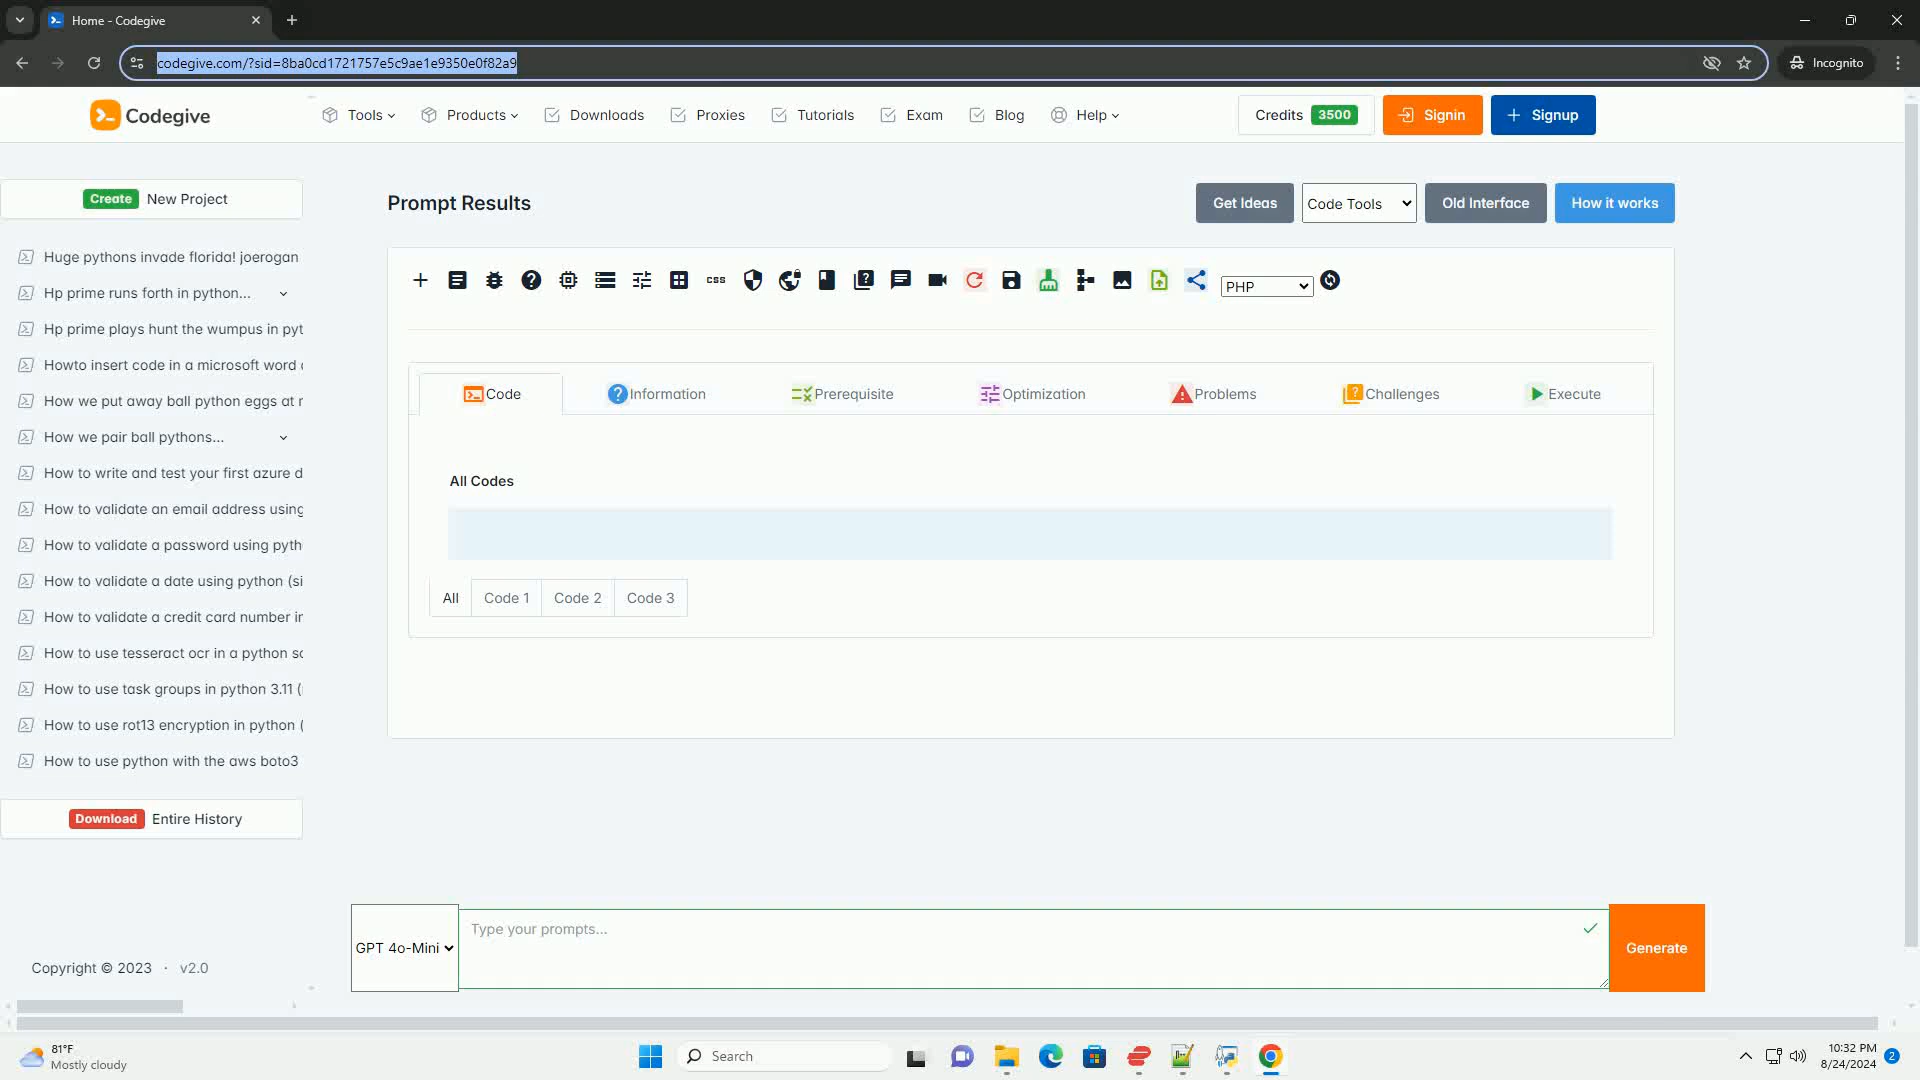 Home - Codegive
codegive.com/?sid=8ba0cd1721757e5c9ae1e9350e0f82a9
Incognito
Codegive
Tools
Products
Downloads
Proxies
Tutorials
Exam
Blog
Help
Credits 3500
Signin
Signup
Create New Project
Huge pythons invade florida! joerogan
Hp prime runs forth in python...
Hp prime plays hunt the wumpus in pyt
Howto insert code in a microsoft word
How we put away ball python eggs at
How we pair ball pythons...
How to write and test your first azure d
How to validate an email address using
How to validate a password using pyth
How to validate a date using python (si
How to validate a credit card number in
How to use tesseract ocr in a python sc
How to use task groups in python 3.11 (
How to use rot13 encryption in python (
How to use python with the aws boto3
Download Entire History
Copyright © 2023 · v2.0
Prompt Results
Get Ideas
Code Tools
Old Interface
How it works
css
PHP
Code
Information
Prerequisite
Optimization
Problems
Challenges
Execute
All Codes
All
Code 1
Code 2
Code 3
GPT 4o-Mini
Type your prompts...
Generate
81°F
Mostly cloudy
Search
10:32 PM
8/24/2024
2